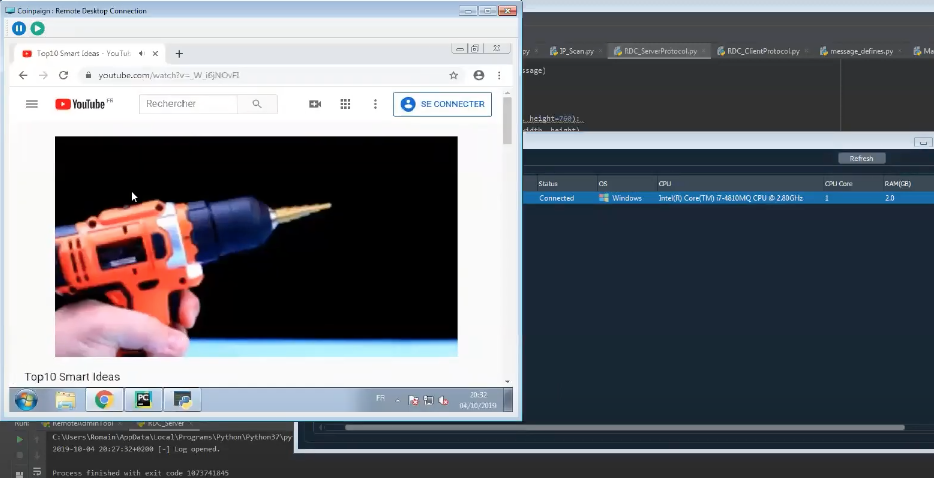 Coinpaign : Remote Desktop Connection
Top10 Smart Ideas - YouTu
youtube.com/watch?v=_W_i6jNOvFI
YouTube FR
Rechercher
SE CONNECTER
Top10 Smart Ideas
FR
20:32
04/10/2019
.py
IP_Scan.py
RDC_ServerProtocol.py
RDC_ClientProtocol.py
message_defines.py
Ma
ssage)
height=760);
width, height)
Refresh
Status
OS
CPU
CPU Core
RAM(GB)
Connected
Windows
Intel(R) Core(TM) i7-4810MQ CPU @ 2.80GHz
1
2.0
Run:
RemoteAdminTool
RDC_Server
C:\Users\Romain\AppData\Local\Programs\Python\Python37\py
2019-10-04 20:27:32+0200 [-] Log opened.
Process finished with exit code 1073741845